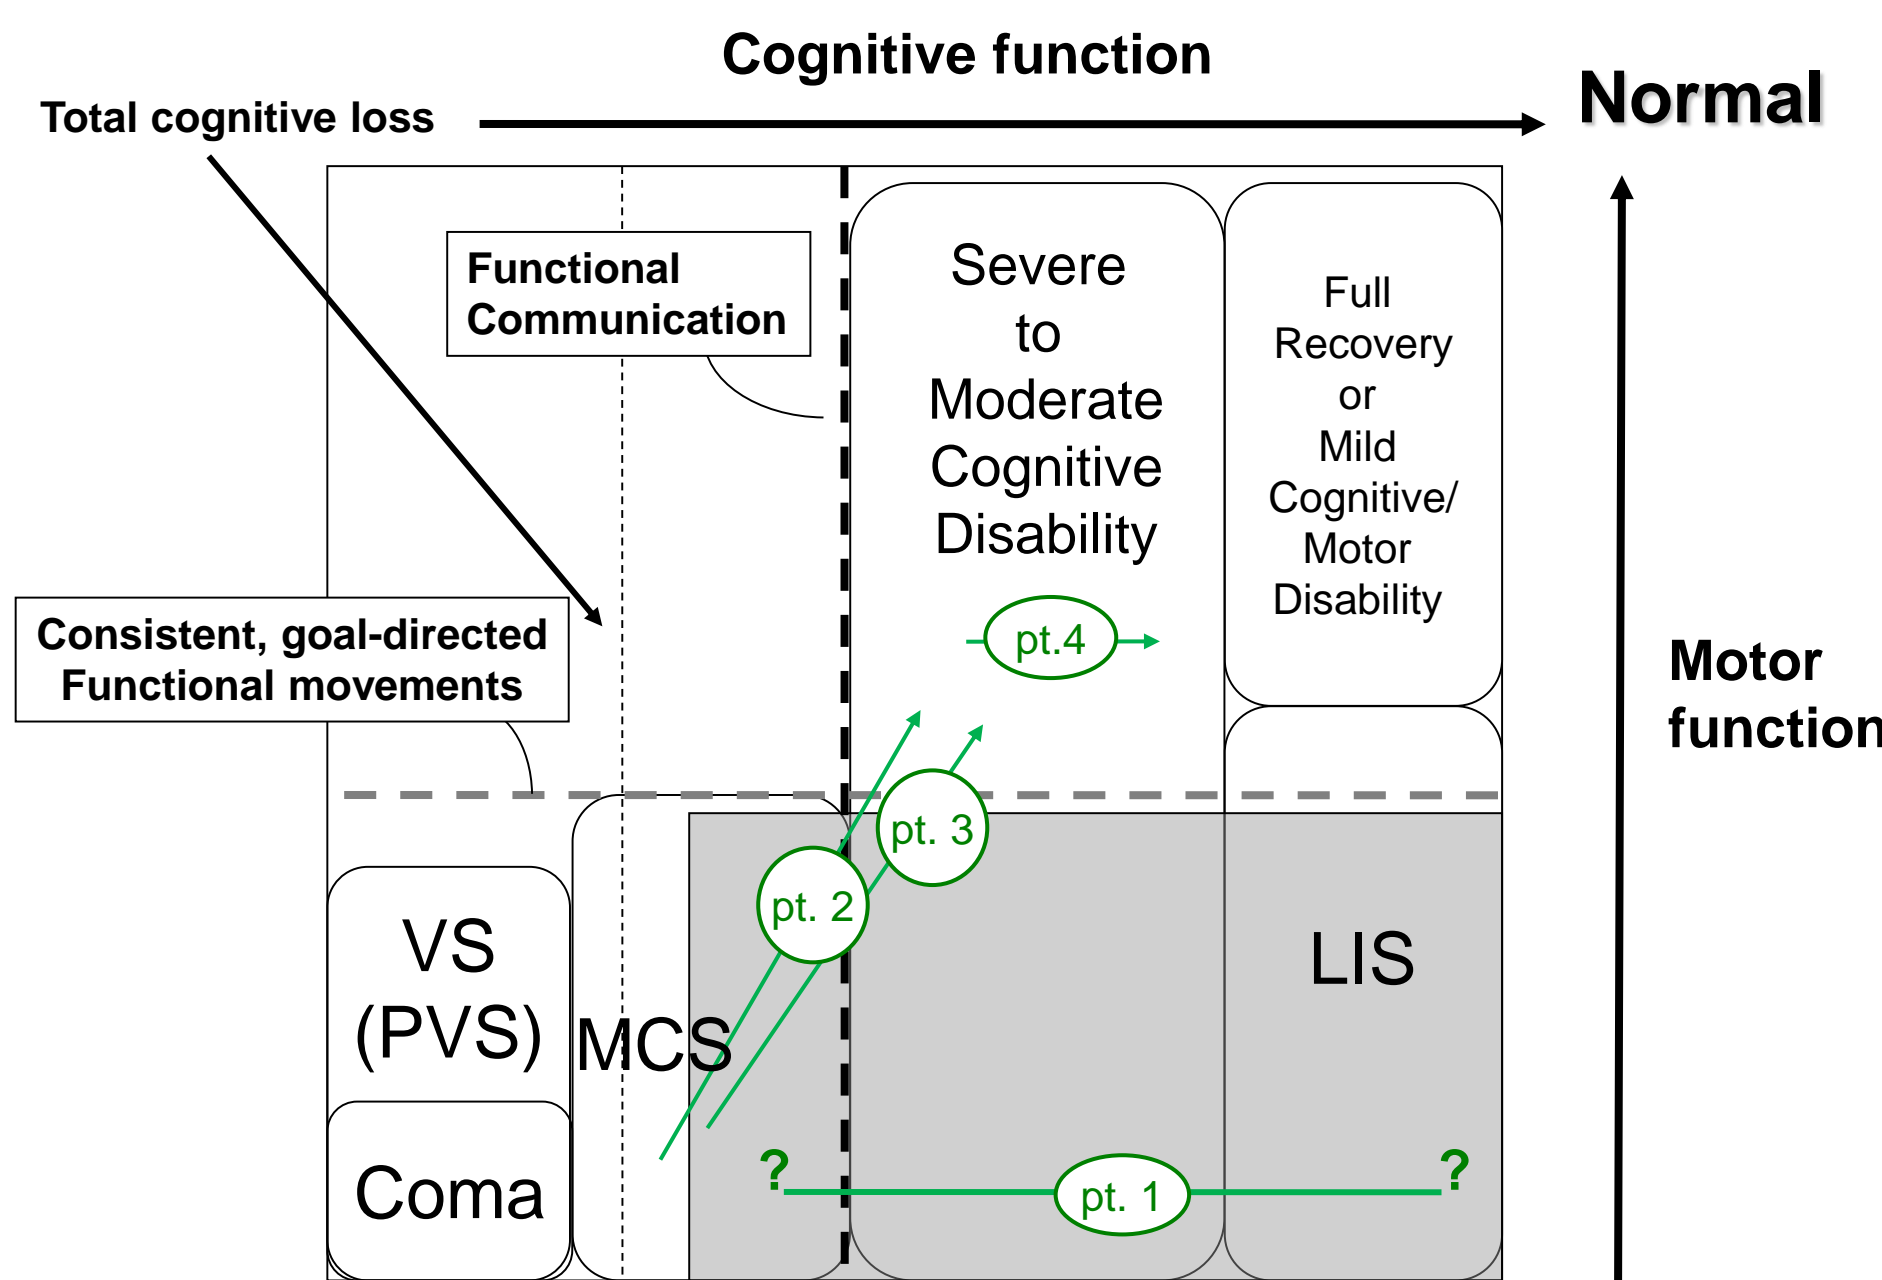 Cognitive function
Normal
Total cognitive loss
Functional
Communication
Severe
to
Moderate
Cognitive
Disability
Full
Recovery
or
Mild
Cognitive/
Motor
Disability
Consistent, goal-directed
Functional movements
pt.4
Motor
function
pt. 3
pt. 2
VS
(PVS)
MCS
LIS
Coma
?
pt. 1
?